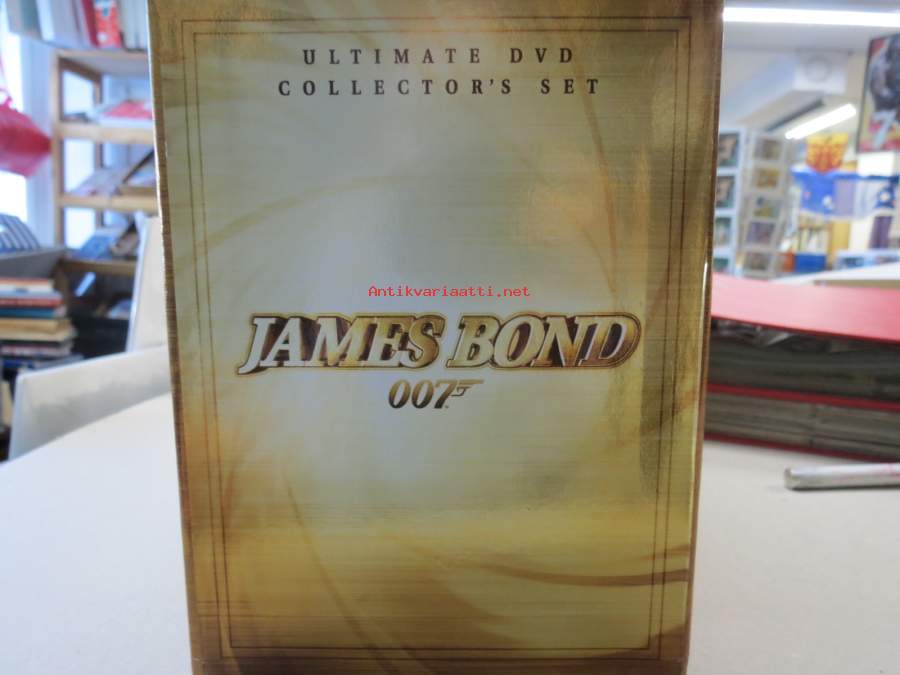 ULTIMATE DVD
COLLECTOR'S SET
Antikvariaatti.net
JAMES BOND
007